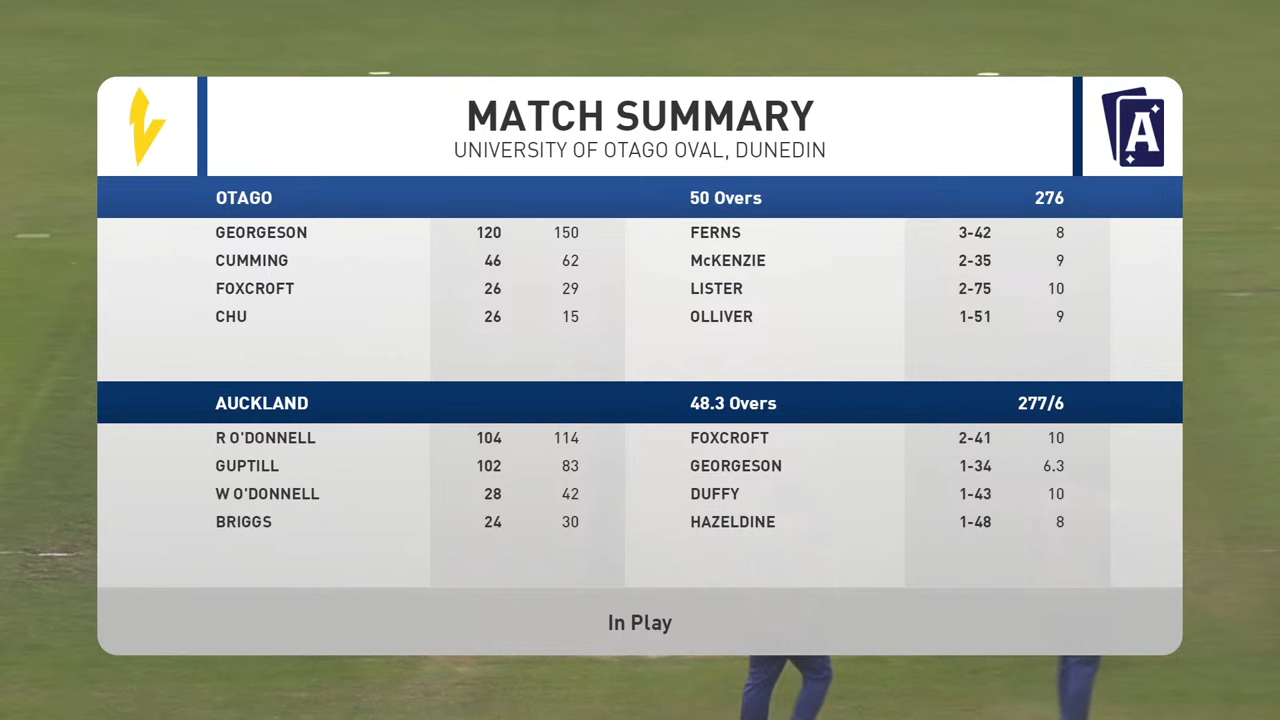 MATCH SUMMARY
UNIVERSITY OF OTAGO OVAL, DUNEDIN
A
OTAGO 50 Overs 276
GEORGESON 120 150 FERNS 3-42 8
CUMMING 46 62 McKENZIE 2-35 9
FOXCROFT 26 29 LISTER 2-75 10
CHU 26 15 OLLIVER 1-51 9
AUCKLAND 48.3 Overs 277/6
R O'DONNELL 104 114 FOXCROFT 2-41 10
GUPTILL 102 83 GEORGESON 1-34 6.3
W O'DONNELL 28 42 DUFFY 1-43 10
BRIGGS 24 30 HAZELDINE 1-48 8
In Play